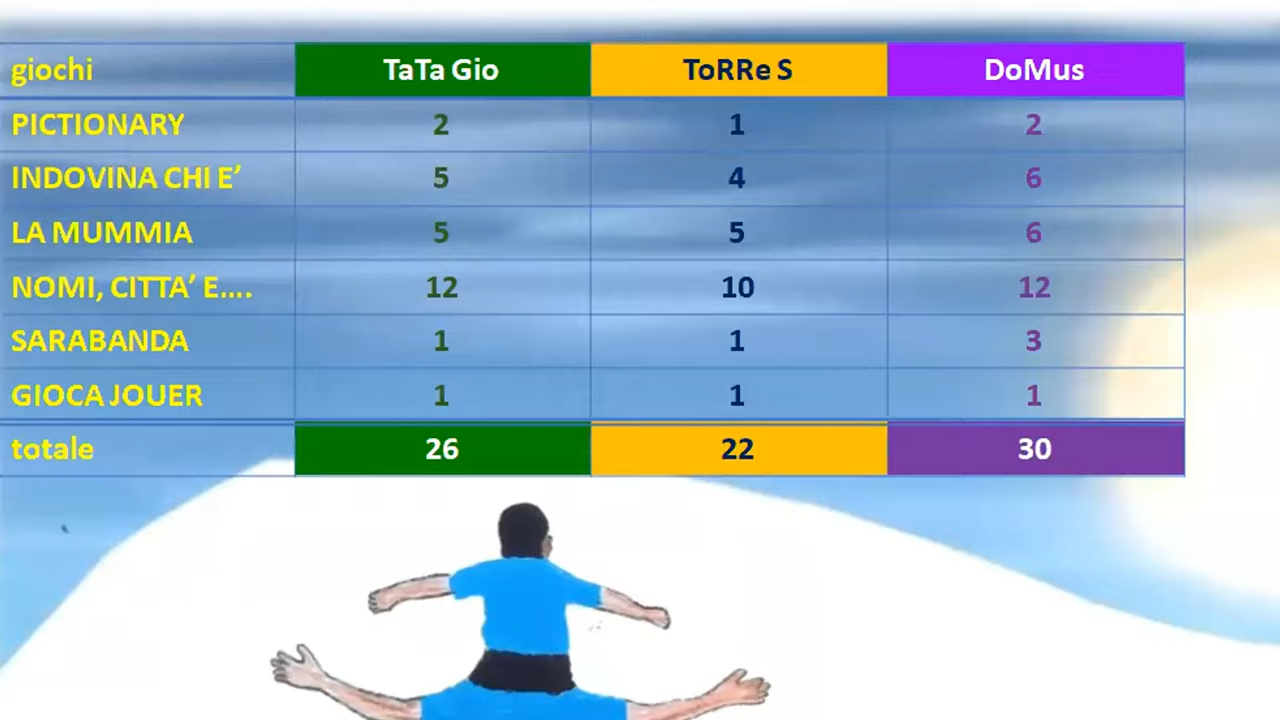 giochi TaTa Gio ToRRe S DoMus
PICTIONARY 2 1 2
INDOVINA CHI E’ 5 4 6
LA MUMMIA 5 5 6
NOMI, CITTA’ E…. 12 10 12
SARABANDA 1 1 3
GIOCA JOUER 1 1 1
totale 26 22 30